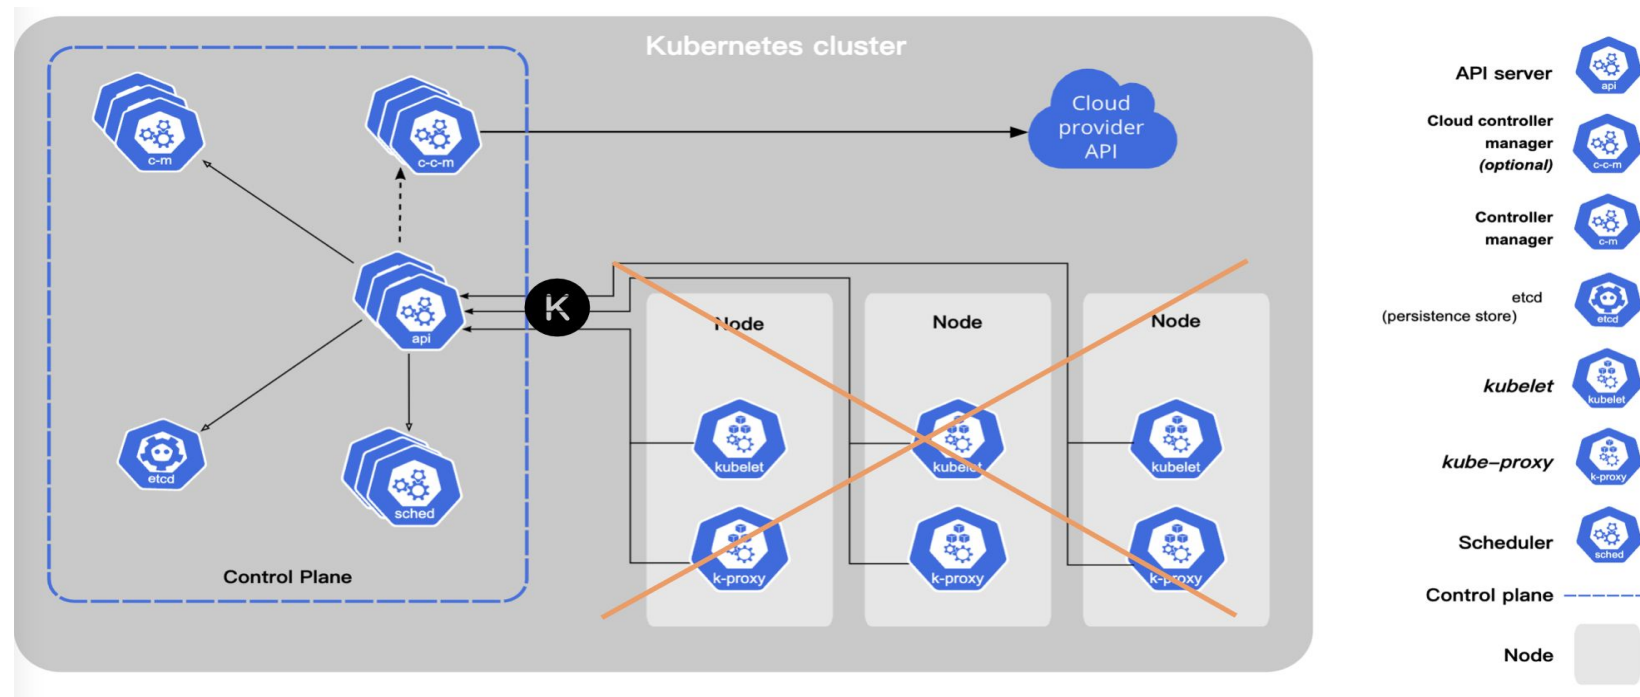 Kubernetes cluster
c-m
c-c-m
Cloud
provider
API
api
K
etcd
sched
Control Plane
Node
kubelet
k-proxy
Node
kubelet
k-proxy
Node
kubelet
k-proxy
API server
api
Cloud controller
manager
(optional)
c-c-m
Controller
manager
c-m
etcd
(persistence store)
etcd
kubelet
kubelet
kube-proxy
k-proxy
Scheduler
sched
Control plane
Node